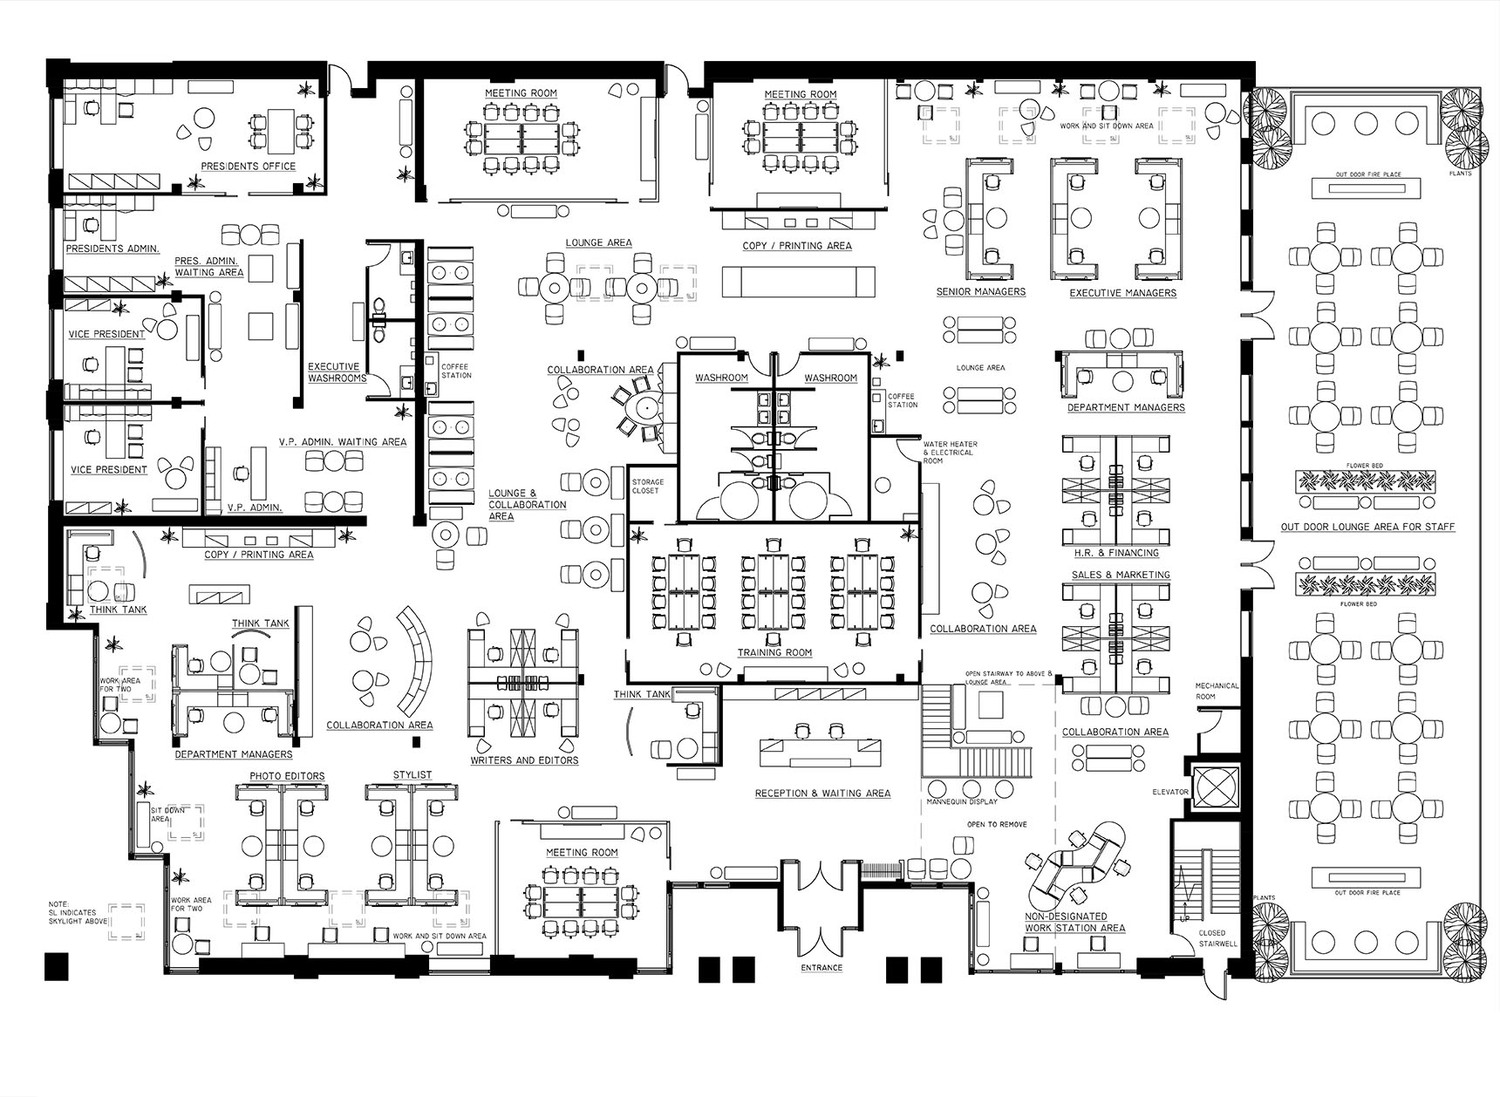 MEETING ROOM
MEETING ROOM
WORK AND SIT DOWN AREA
PRESIDENTS OFFICE
PLANTS
OUT DOOR FIRE PLACE
PRESIDENTS ADMIN.
PRES. ADMIN.
WAITING AREA
LOUNGE AREA
COPY / PRINTING AREA
SENIOR MANAGERS
EXECUTIVE MANAGERS
VICE PRESIDENT
EXECUTIVE
WASHROOMS
COFFEE
STATION
COLLABORATION AREA
WASHROOM
WASHROOM
LOUNGE AREA
COFFEE
STATION
DEPARTMENT MANAGERS
V.P. ADMIN. WAITING AREA
WATER HEATER
& ELECTRICAL
ROOM
VICE PRESIDENT
FLOWER BED
STORAGE
CLOSET
LOUNGE &
COLLABORATION
AREA
V.P. ADMIN.
OUT DOOR LOUNGE AREA FOR STAFF
COPY / PRINTING AREA
H.R. & FINANCING
SALES & MARKETING
THINK TANK
FLOWER BED
THINK TANK
COLLABORATION AREA
TRAINING ROOM
WORK AREA
FOR TWO
OPEN STAIRWAY TO ABOVE &
LOUNGE AREA
MECHANICAL
ROOM
THINK TANK
COLLABORATION AREA
COLLABORATION AREA
DEPARTMENT MANAGERS
WRITERS AND EDITORS
PHOTO EDITORS
STYLIST
RECEPTION & WAITING AREA
ELEVATOR
MANNEQUIN DISPLAY
SIT DOWN
AREA
OPEN TO REMOVE
MEETING ROOM
OUT DOOR FIRE PLACE
PLANTS
NOTE:
SL INDICATES
SKYLIGHT ABOVE
WORK AREA
FOR TWO
NON-DESIGNATED
WORK STATION AREA
UP
CLOSED
STAIRWELL
WORK AND SIT DOWN AREA
ENTRANCE